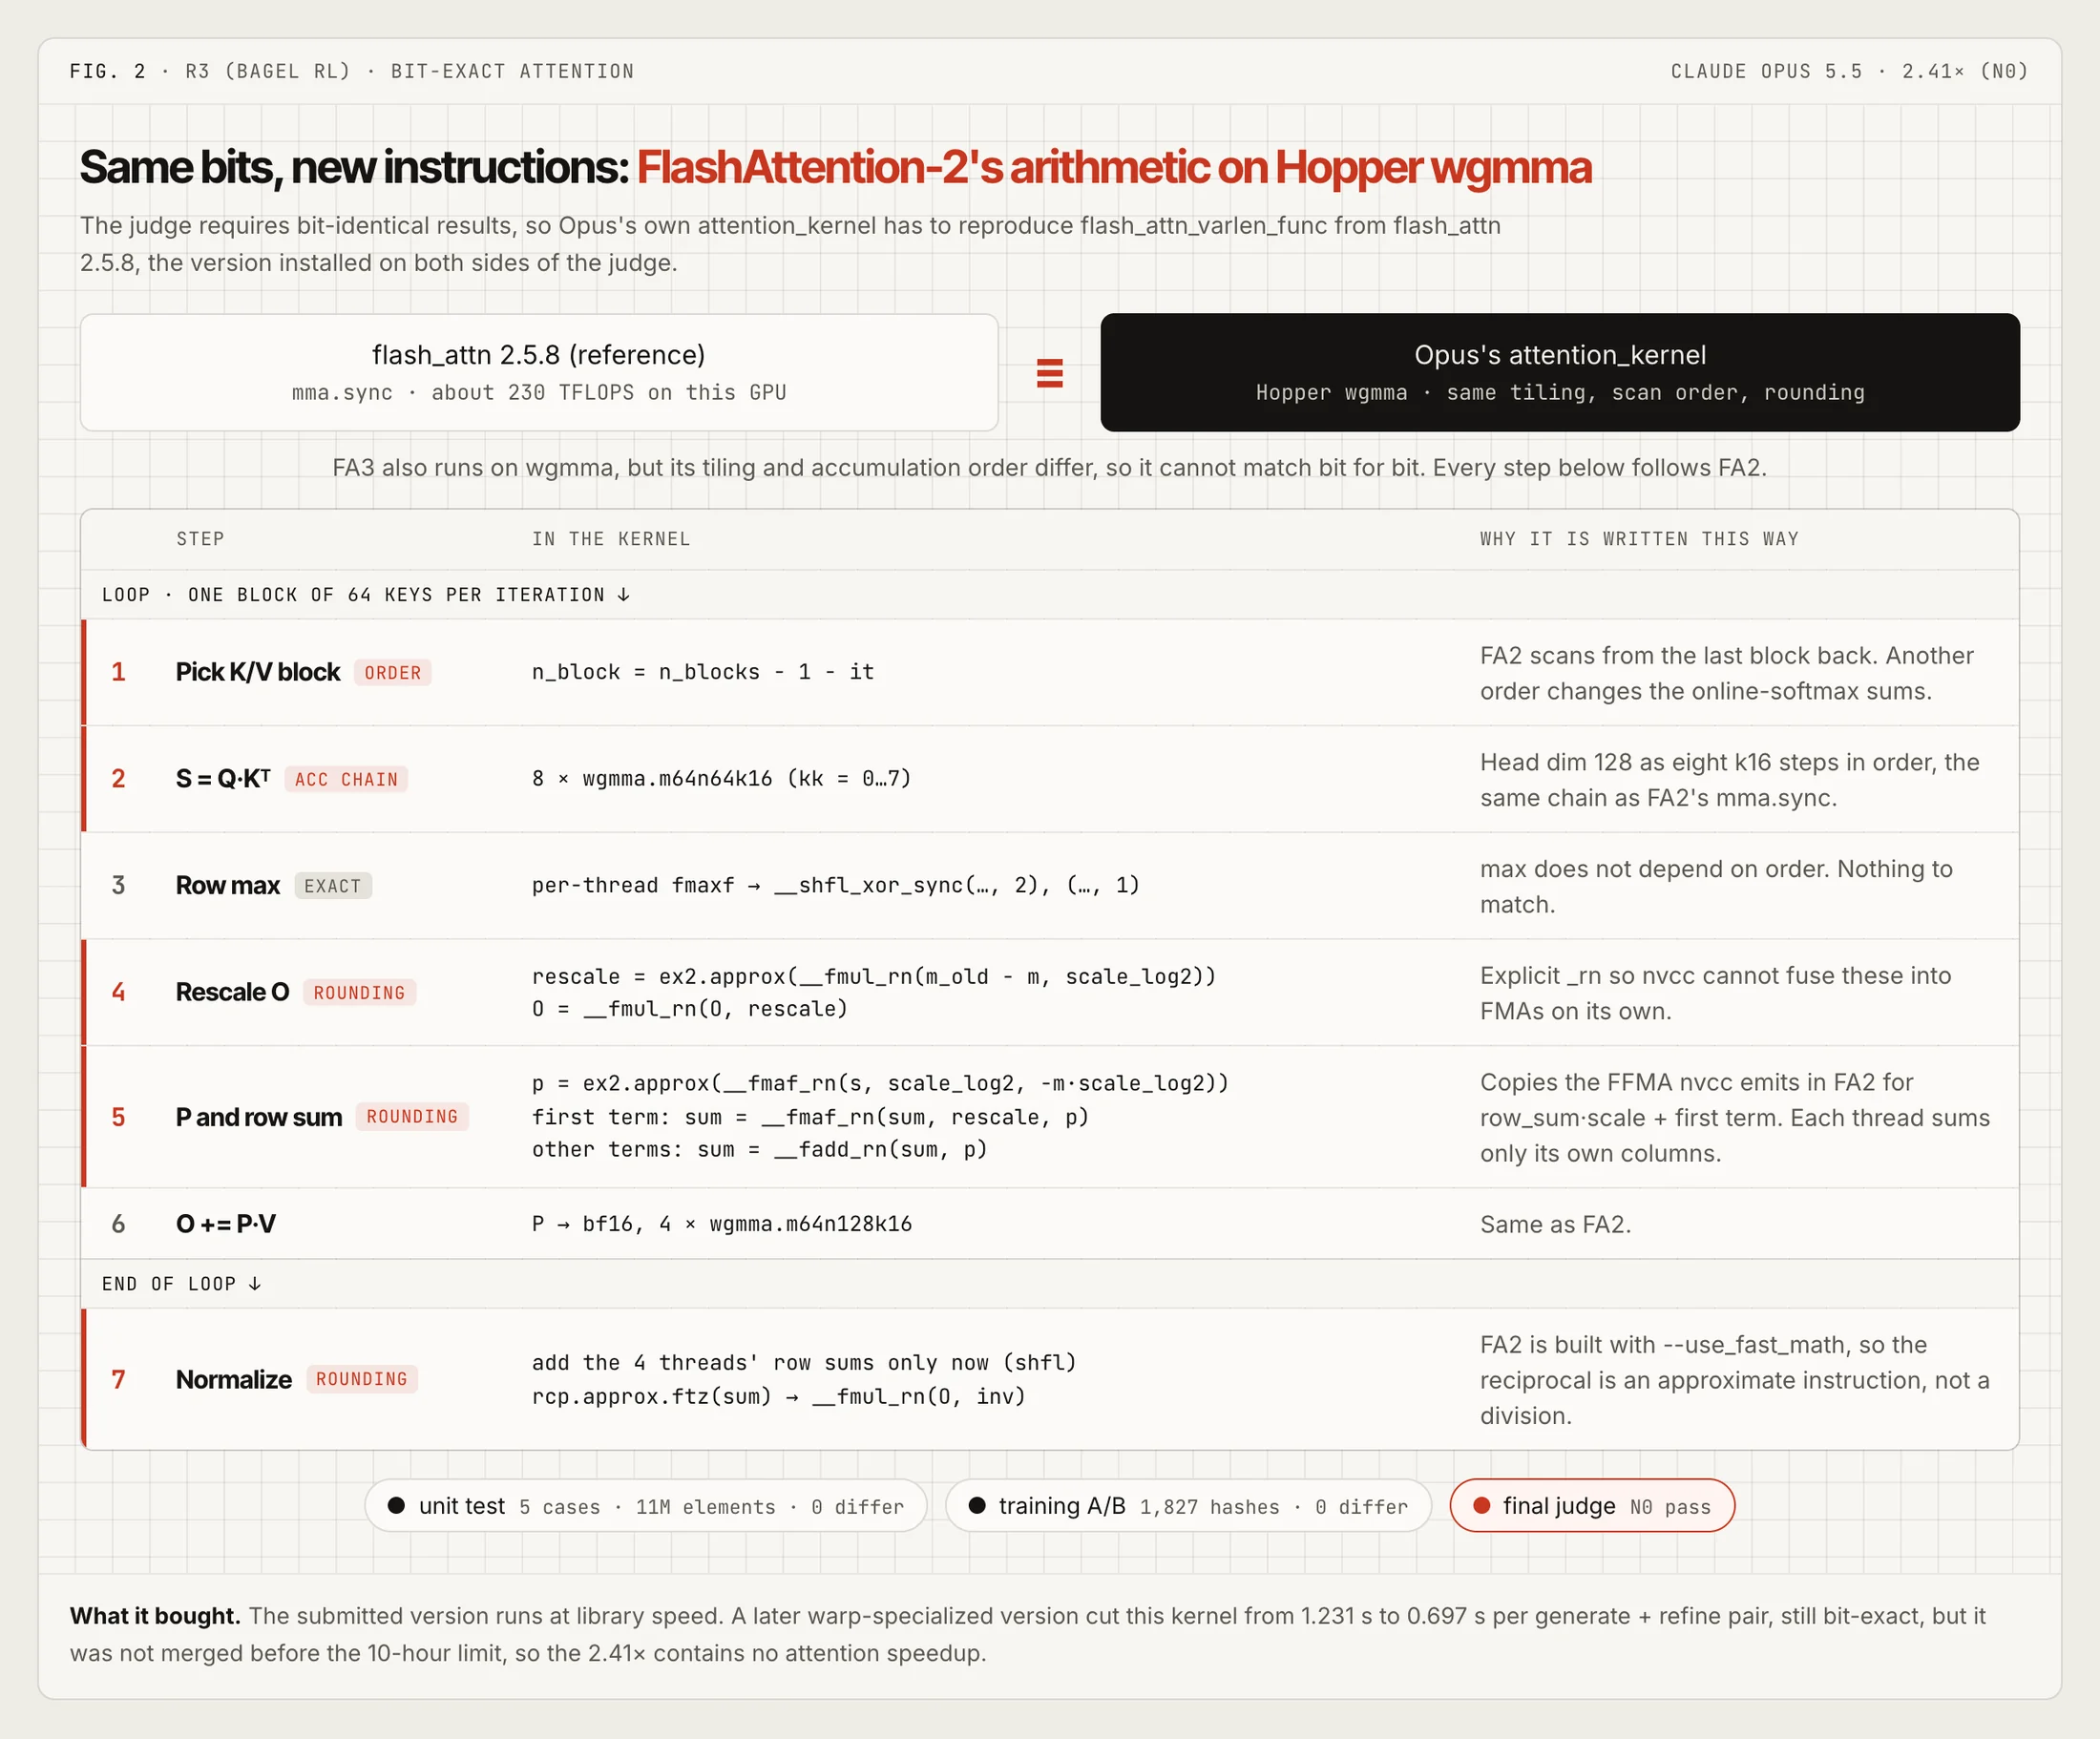 FIG. 2 · R3 (BAGEL RL) · BIT-EXACT ATTENTION
CLAUDE OPUS 5.5 · 2.41× (N0)
Same bits, new instructions: FlashAttention-2's arithmetic on Hopper wgmma
The judge requires bit-identical results, so Opus's own attention_kernel has to reproduce flash_attn_varlen_func from flash_attn
2.5.8, the version installed on both sides of the judge.
flash_attn 2.5.8 (reference)
mma.sync · about 230 TFLOPS on this GPU
≡
Opus's attention_kernel
Hopper wgmma · same tiling, scan order, rounding
FA3 also runs on wgmma, but its tiling and accumulation order differ, so it cannot match bit for bit. Every step below follows FA2.
STEP IN THE KERNEL WHY IT IS WRITTEN THIS WAY
LOOP · ONE BLOCK OF 64 KEYS PER ITERATION ↓
1 Pick K/V block ORDER
n_block = n_blocks - 1 - it
FA2 scans from the last block back. Another
order changes the online-softmax sums.
2 S = Q·Kᵀ ACC CHAIN
8 × wgmma.m64n64k16 (kk = 0…7)
Head dim 128 as eight k16 steps in order, the
same chain as FA2's mma.sync.
3 Row max EXACT
per-thread fmaxf → __shfl_xor_sync(…, 2), (…, 1)
max does not depend on order. Nothing to
match.
4 Rescale O ROUNDING
rescale = ex2.approx(__fmul_rn(m_old - m, scale_log2))
O = __fmul_rn(O, rescale)
Explicit _rn so nvcc cannot fuse these into
FMAs on its own.
5 P and row sum ROUNDING
p = ex2.approx(__fmaf_rn(s, scale_log2, -m·scale_log2))
first term: sum = __fmaf_rn(sum, rescale, p)
other terms: sum = __fadd_rn(sum, p)
Copies the FFMA nvcc emits in FA2 for
row_sum·scale + first term. Each thread sums
only its own columns.
6 O += P·V
P → bf16, 4 × wgmma.m64n128k16
Same as FA2.
END OF LOOP ↓
7 Normalize ROUNDING
add the 4 threads' row sums only now (shfl)
rcp.approx.ftz(sum) → __fmul_rn(O, inv)
FA2 is built with --use_fast_math, so the
reciprocal is an approximate instruction, not a
division.
unit test 5 cases · 11M elements · 0 differ
training A/B 1,827 hashes · 0 differ
final judge N0 pass
What it bought. The submitted version runs at library speed. A later warp-specialized version cut this kernel from 1.231 s to 0.697 s per generate + refine pair, still bit-exact, but it
was not merged before the 10-hour limit, so the 2.41× contains no attention speedup.